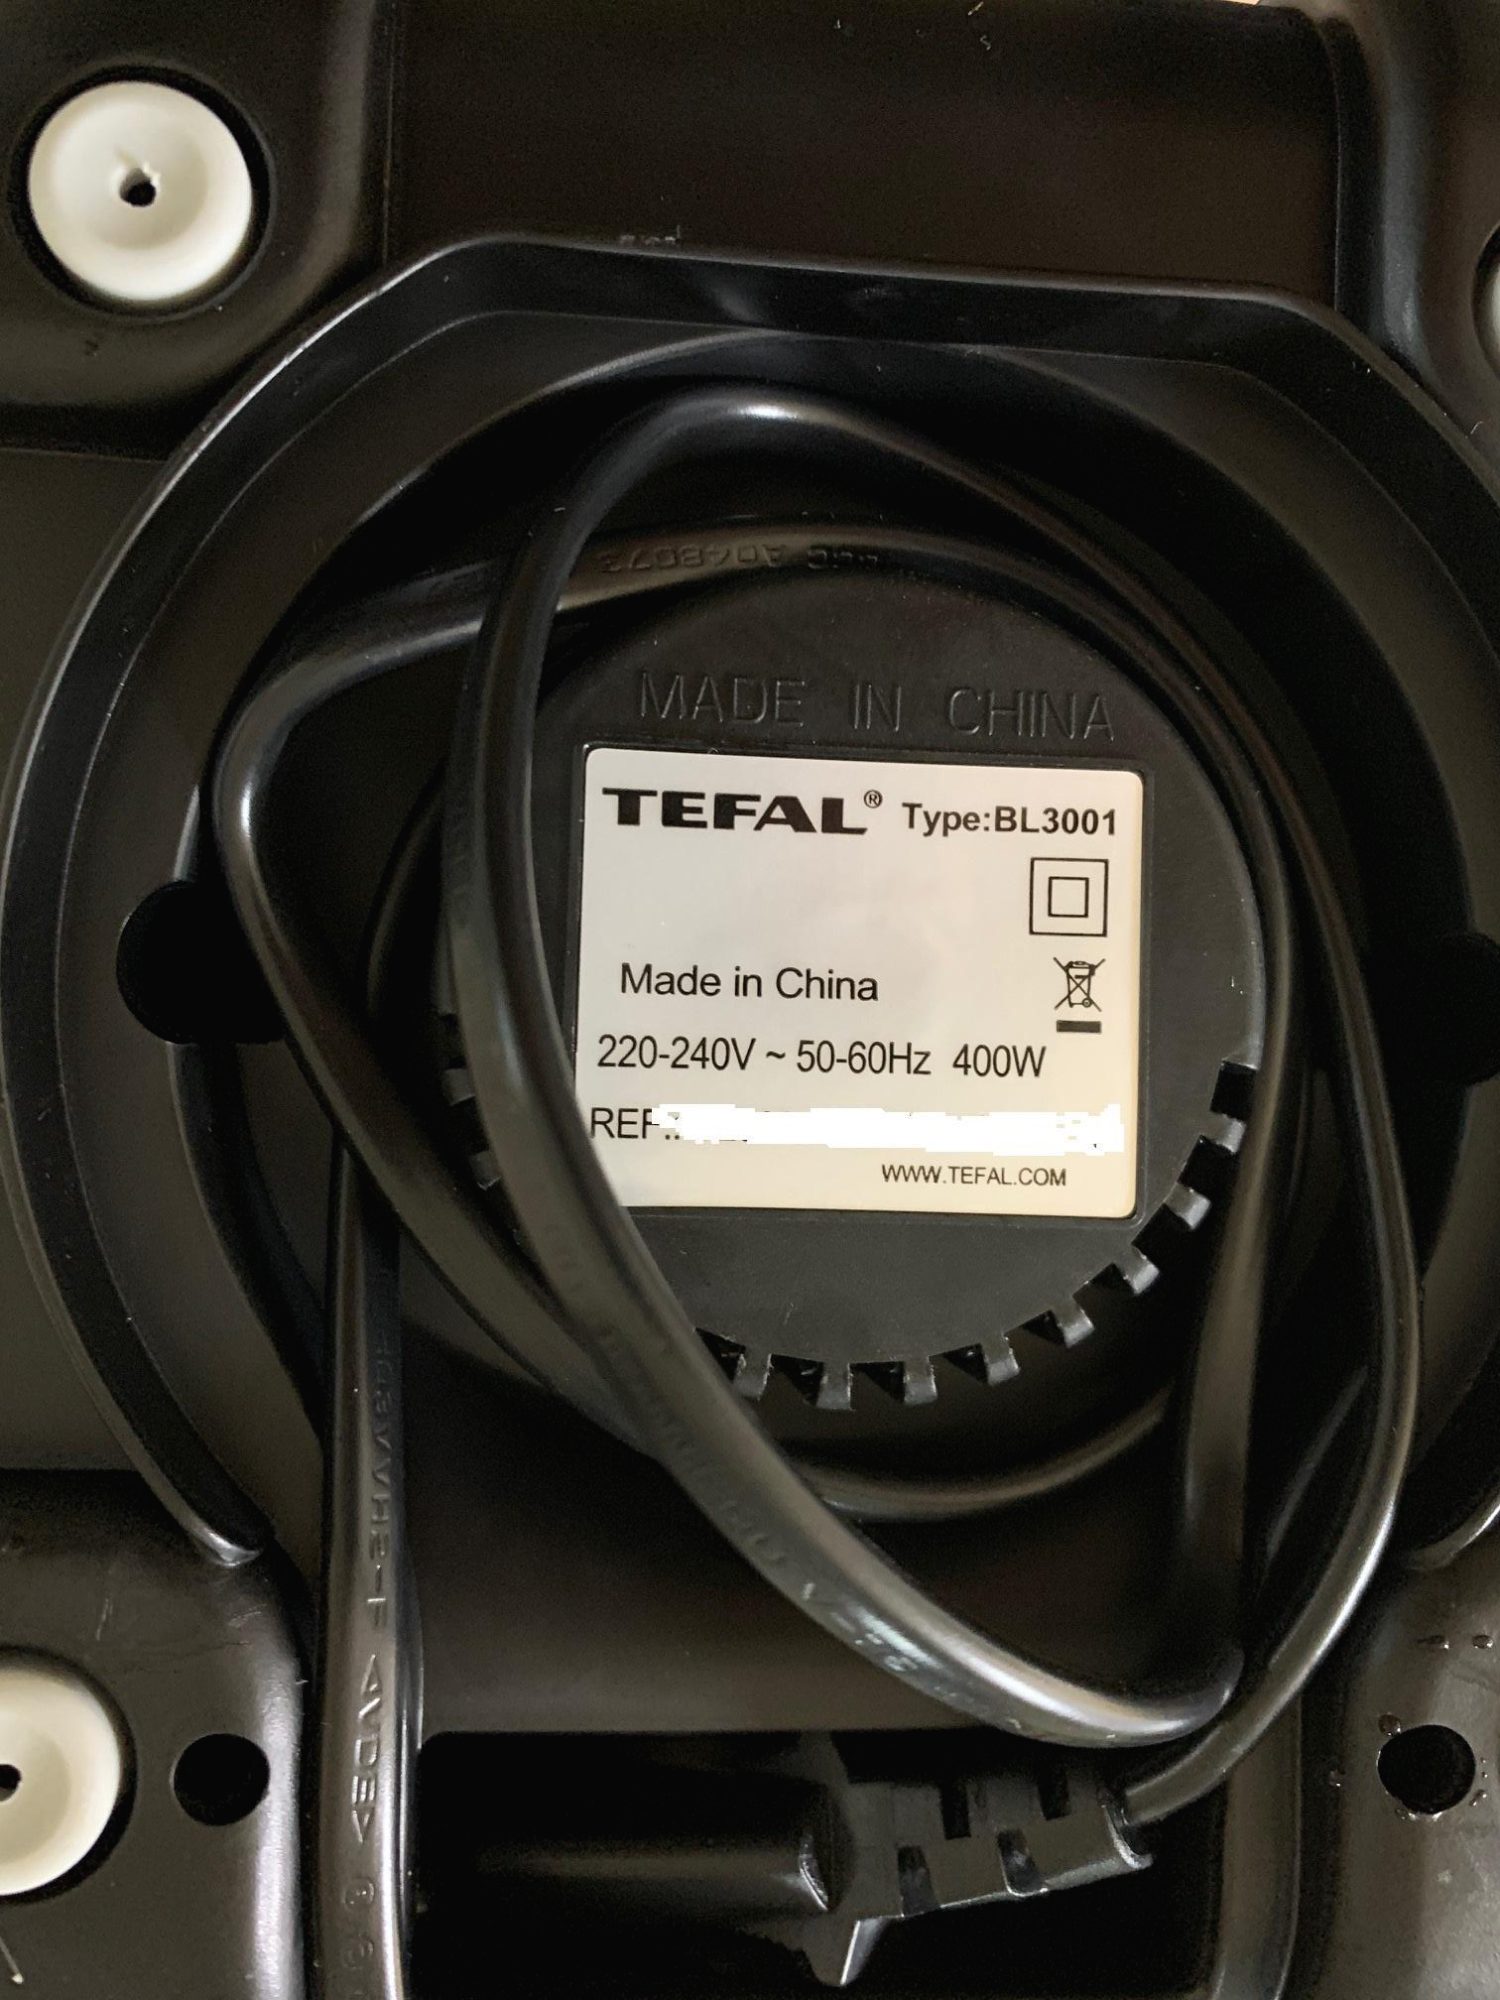 MADE IN CHINA
TEFAL® Type:BL3001
Made in China
220-240V ~ 50-60Hz 400W
REF.:
WWW.TEFAL.COM